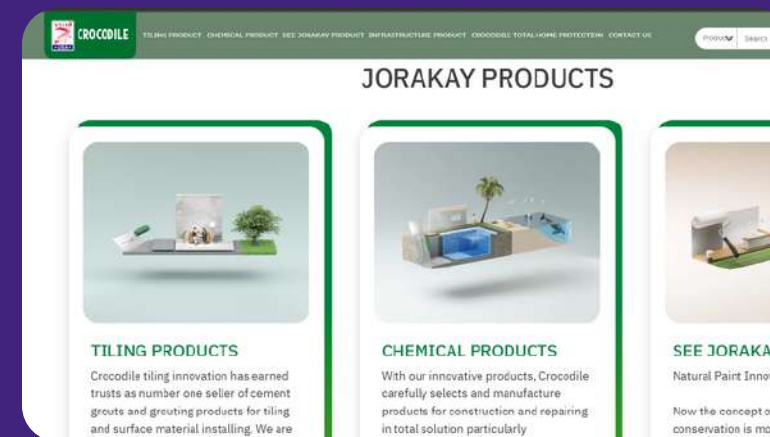 CROCODILE
TILING PRODUCT CHEMICAL PRODUCT SEE JORAKAY PRODUCT INFRASTRUCTURE PRODUCT CROCODILE TOTAL HOME PROTECTION CONTACT US
Product Search
JORAKAY PRODUCTS
TILING PRODUCTS
Crocodile tiling innovation has earned
trusts as number one seller of cement
grouts and grouting products for tiling
and surface material installing. We are
CHEMICAL PRODUCTS
With our innovative products, Crocodile
carefully selects and manufacture
products for construction and repairing
in total solution particularly
SEE JORAKA
Natural Paint Innov
Now the concept o
conservation is mo